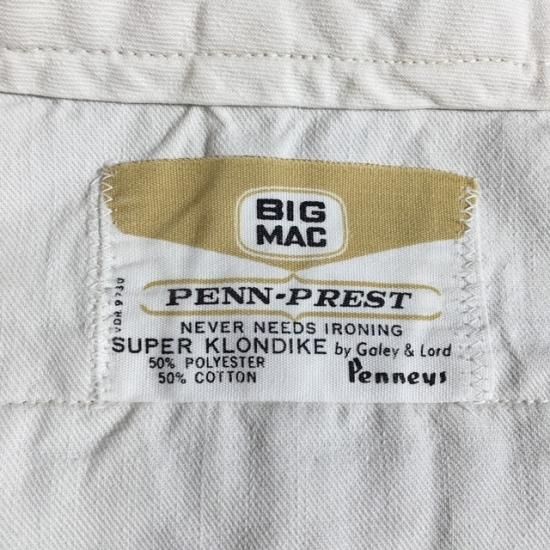 BIG
MAC
PENN-PREST
NEVER NEEDS IRONING
SUPER KLONDIKE by Galey & Lord
50% POLYESTER
50% COTTON
Penneys